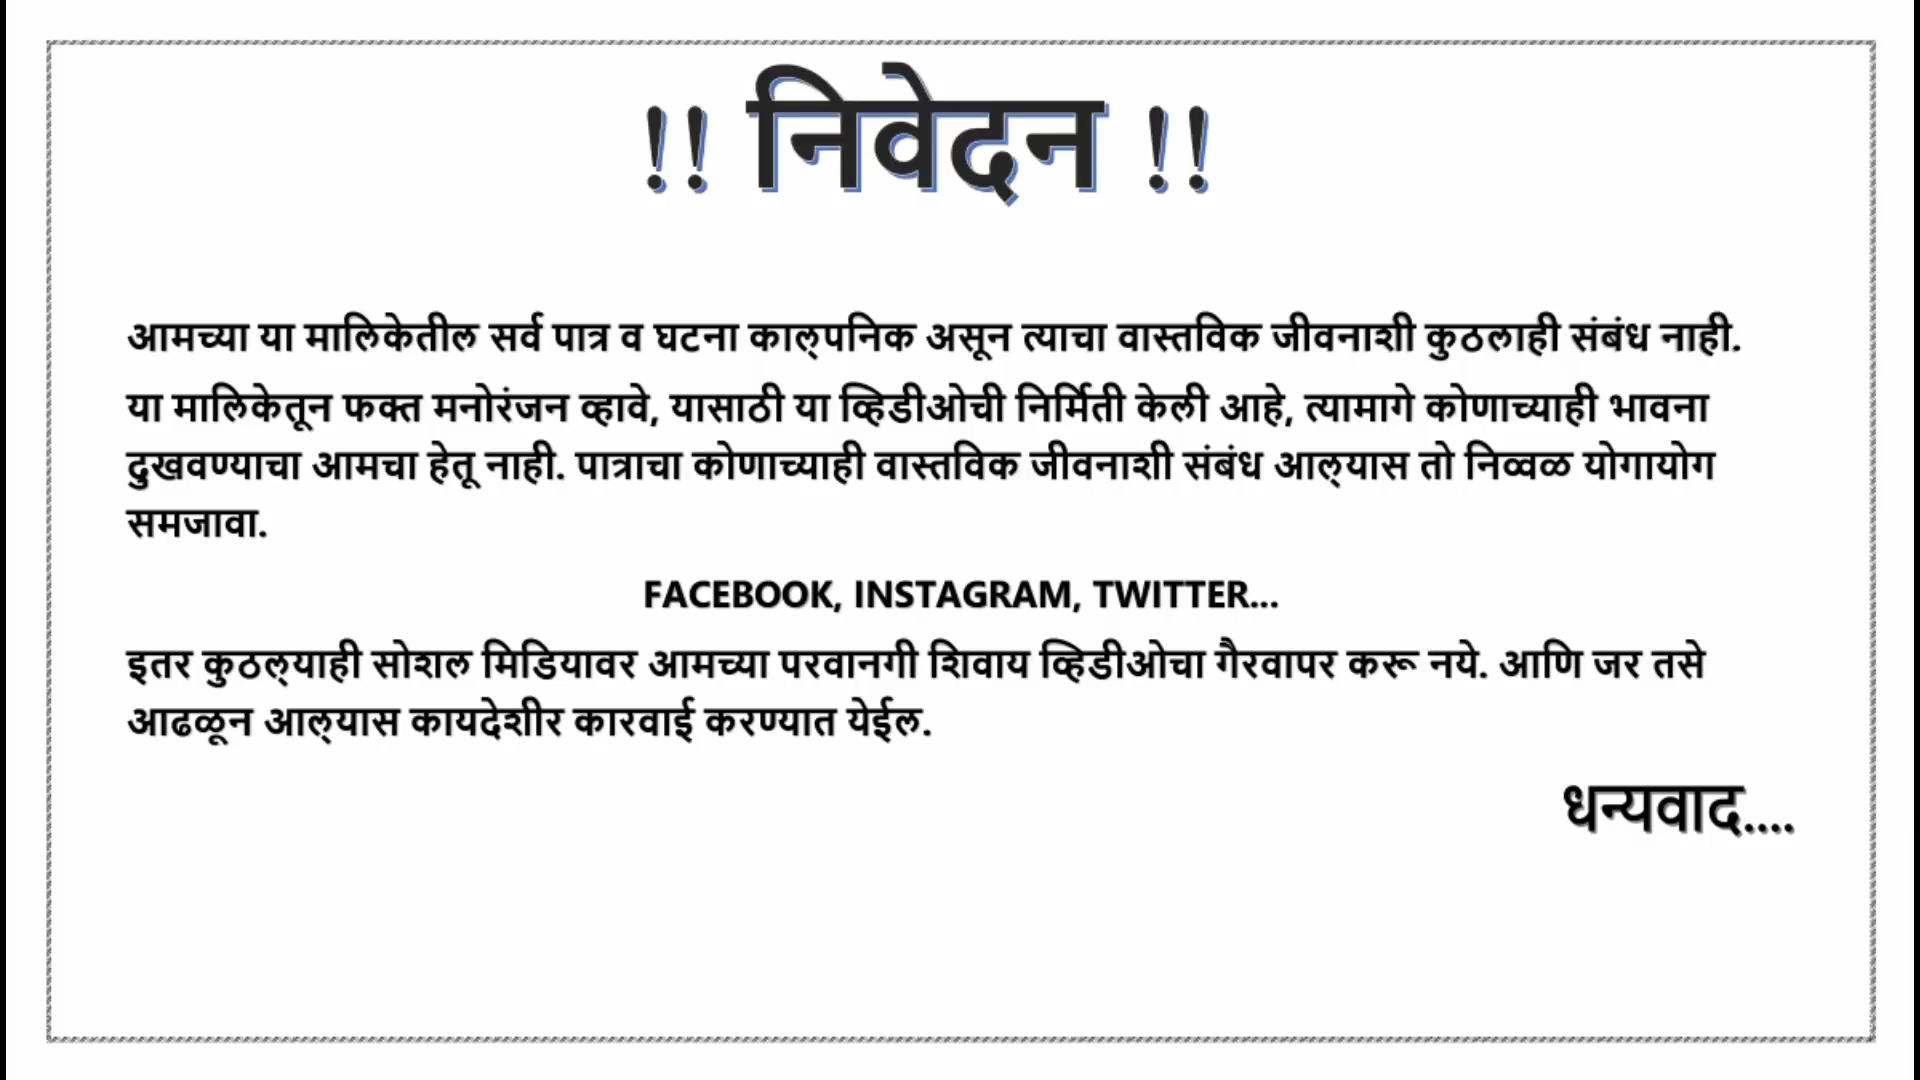 !! निवेदन !!
आमच्या या मालिकेतील सर्व पात्र व घटना काल्पनिक असून त्याचा वास्तविक जीवनाशी कुठलाही संबंध नाही.
या मालिकेतून फक्त मनोरंजन व्हावे, यासाठी या व्हिडीओची निर्मिती केली आहे, त्यामागे कोणाच्याही भावना
दुखवण्याचा आमचा हेतू नाही. पात्राचा कोणाच्याही वास्तविक जीवनाशी संबंध आल्यास तो निव्वळ योगायोग
समजावा.
FACEBOOK, INSTAGRAM, TWITTER...
इतर कुठल्याही सोशल मिडियावर आमच्या परवानगी शिवाय व्हिडीओचा गैरवापर करू नये. आणि जर तसे
आढळून आल्यास कायदेशीर कारवाई करण्यात येईल.
धन्यवाद....